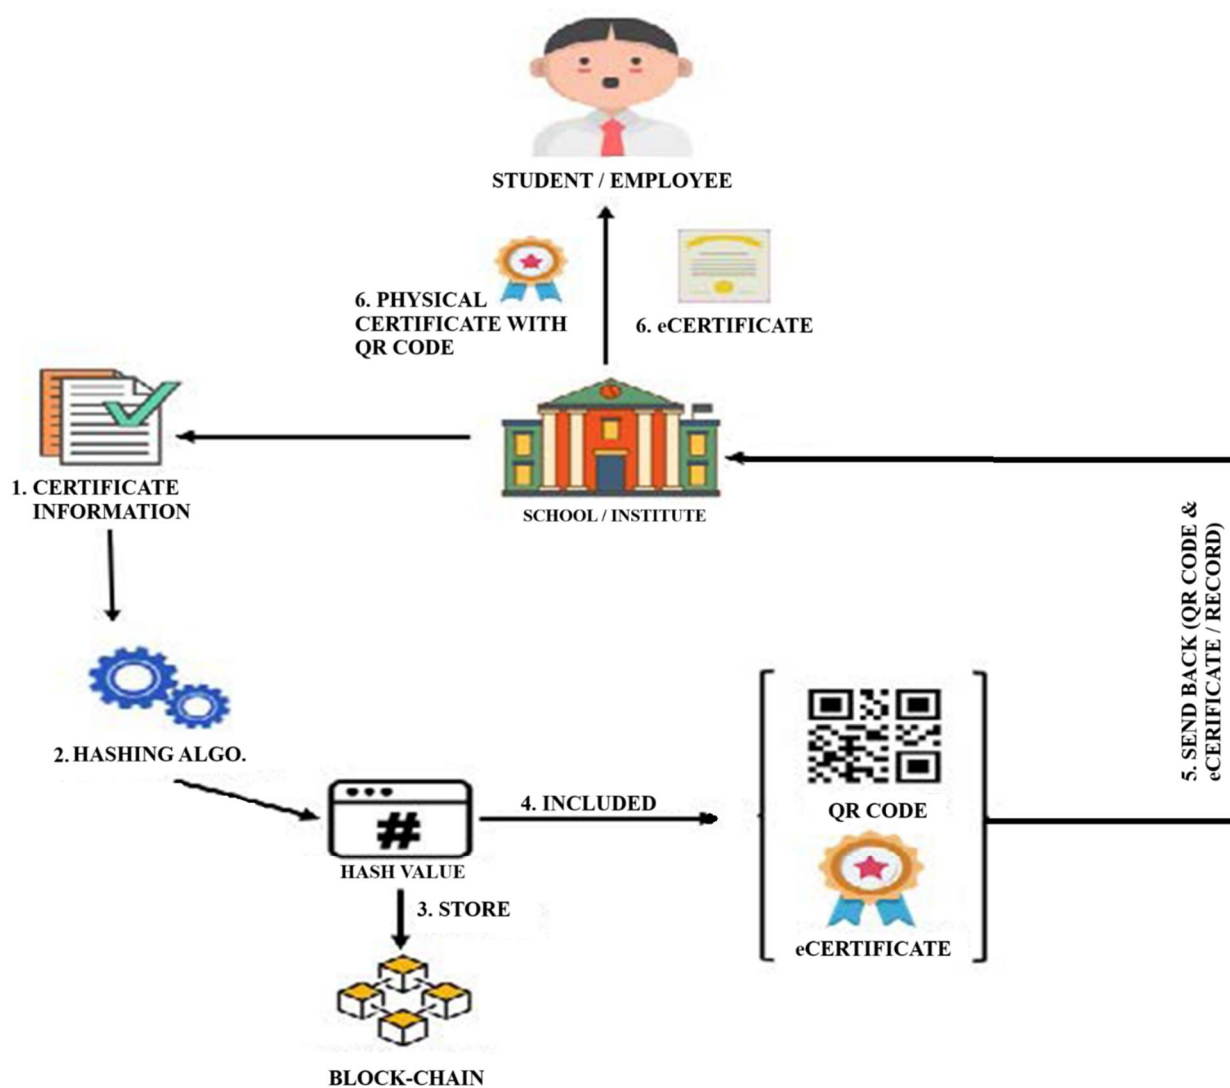 STUDENT / EMPLOYEE
6. PHYSICAL
CERTIFICATE WITH
QR CODE
6. eCERTIFICATE
1. CERTIFICATE
INFORMATION
SCHOOL / INSTITUTE
5. SEND BACK (QR CODE &
eCERIFICATE / RECORD)
2. HASHING ALGO.
#
HASH VALUE
4. INCLUDED
QR CODE
eCERTIFICATE
3. STORE
BLOCK-CHAIN